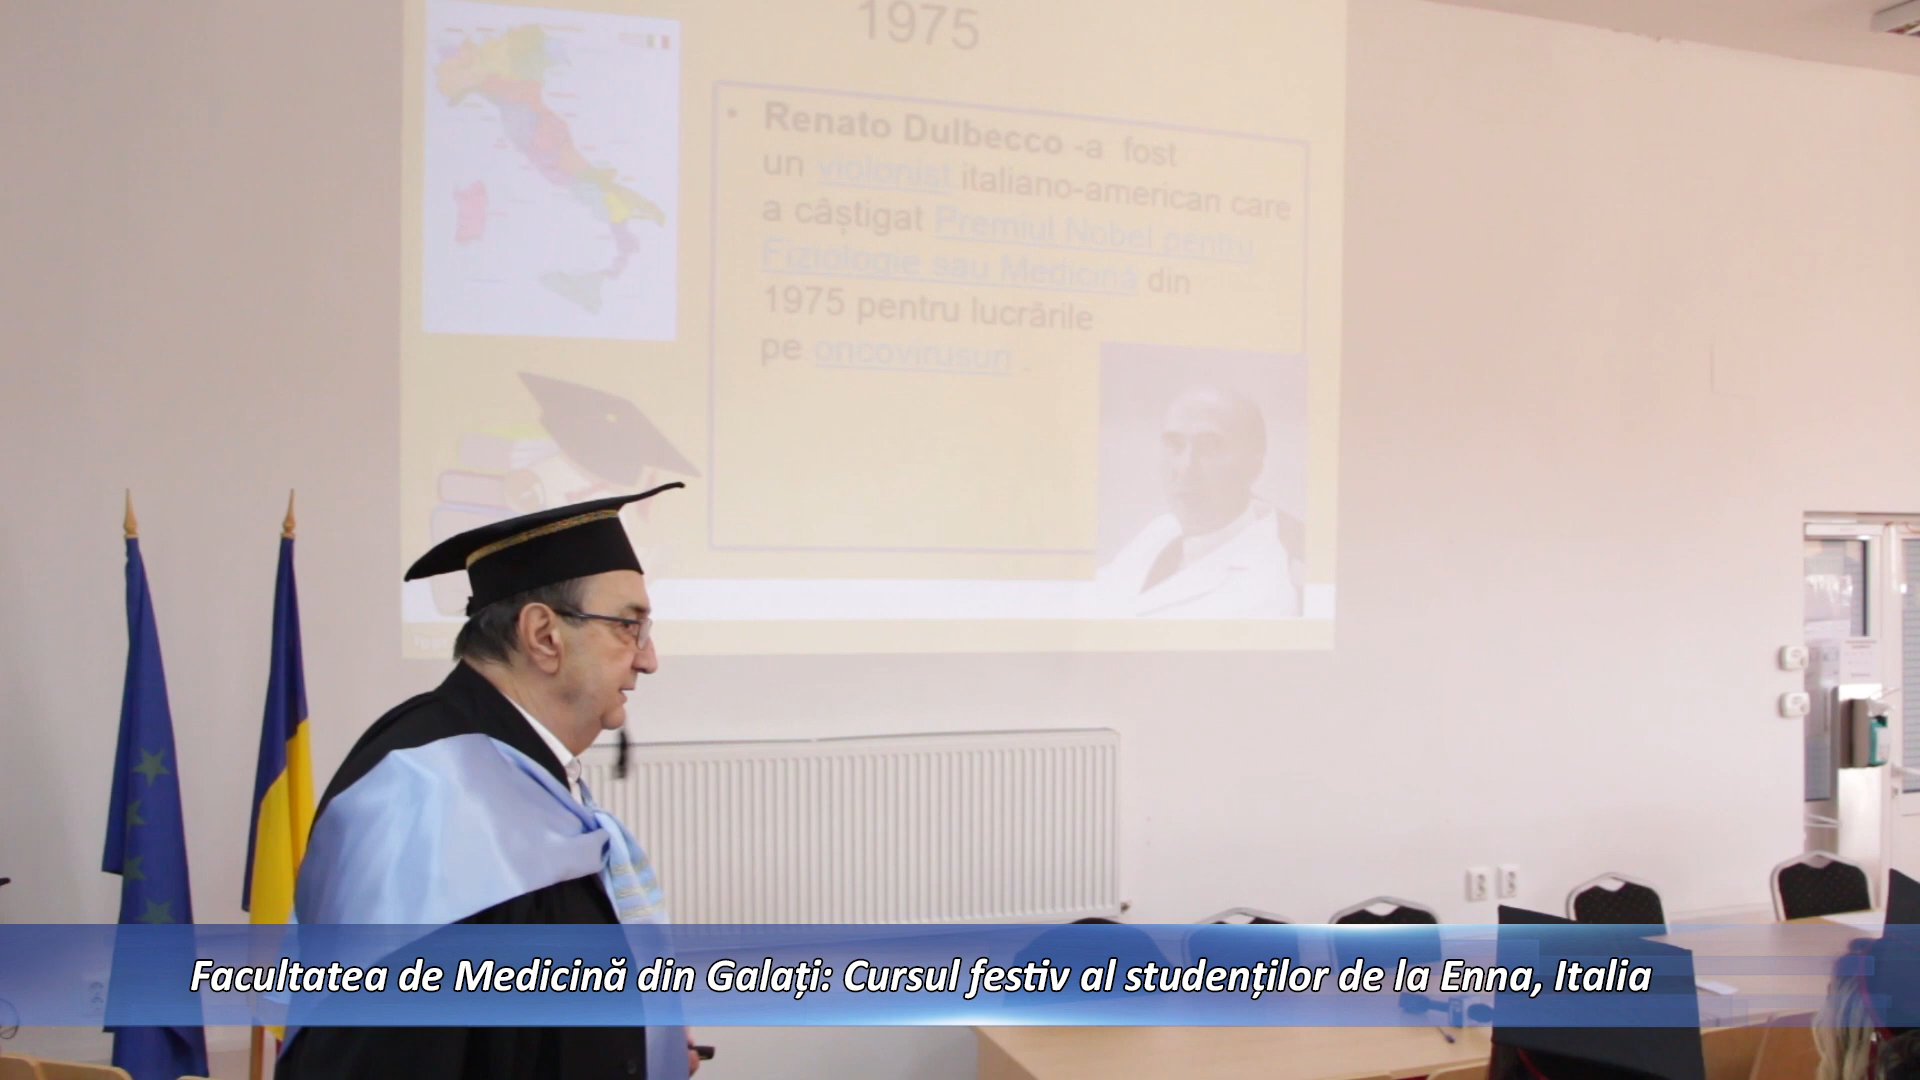 1975
• Renato Dulbecco -a fost
un violonist italiano-american care
a câștigat Premiul Nobel pentru
Fiziologie sau Medicină din
1975 pentru lucrările
pe oncovirusuri .
Facultatea de Medicină din Galați: Cursul festiv al studenților de la Enna, Italia